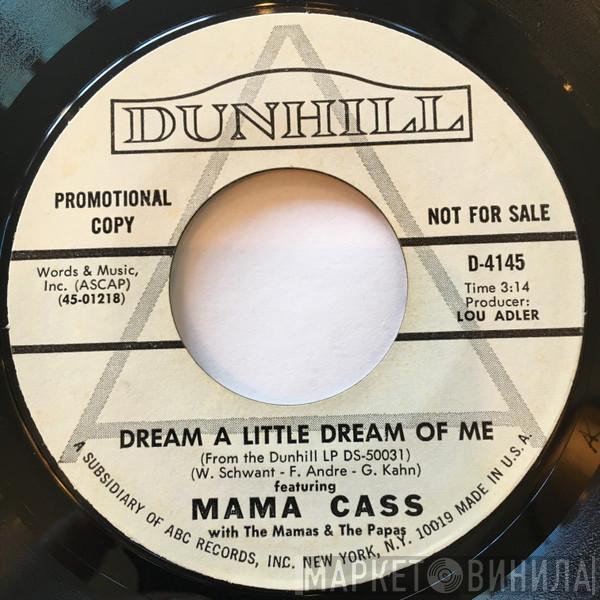 DUNHILL
PROMOTIONAL
COPY
NOT FOR SALE
Words & Music,
Inc. (ASCAP)
(45-01218)
D-4145
Time 3:14
Producer:
LOU ADLER
DREAM A LITTLE DREAM OF ME
(From the Dunhill LP DS-50031)
(W. Schwant - F. Andre - G. Kahn)
featuring
MAMA CASS
with The Mamas & The Papas
A SUBSIDIARY OF ABC RECORDS, INC. NEW YORK, N.Y. 10019 MADE IN U.S.A.
МАРКЕТ ВИНИЛА